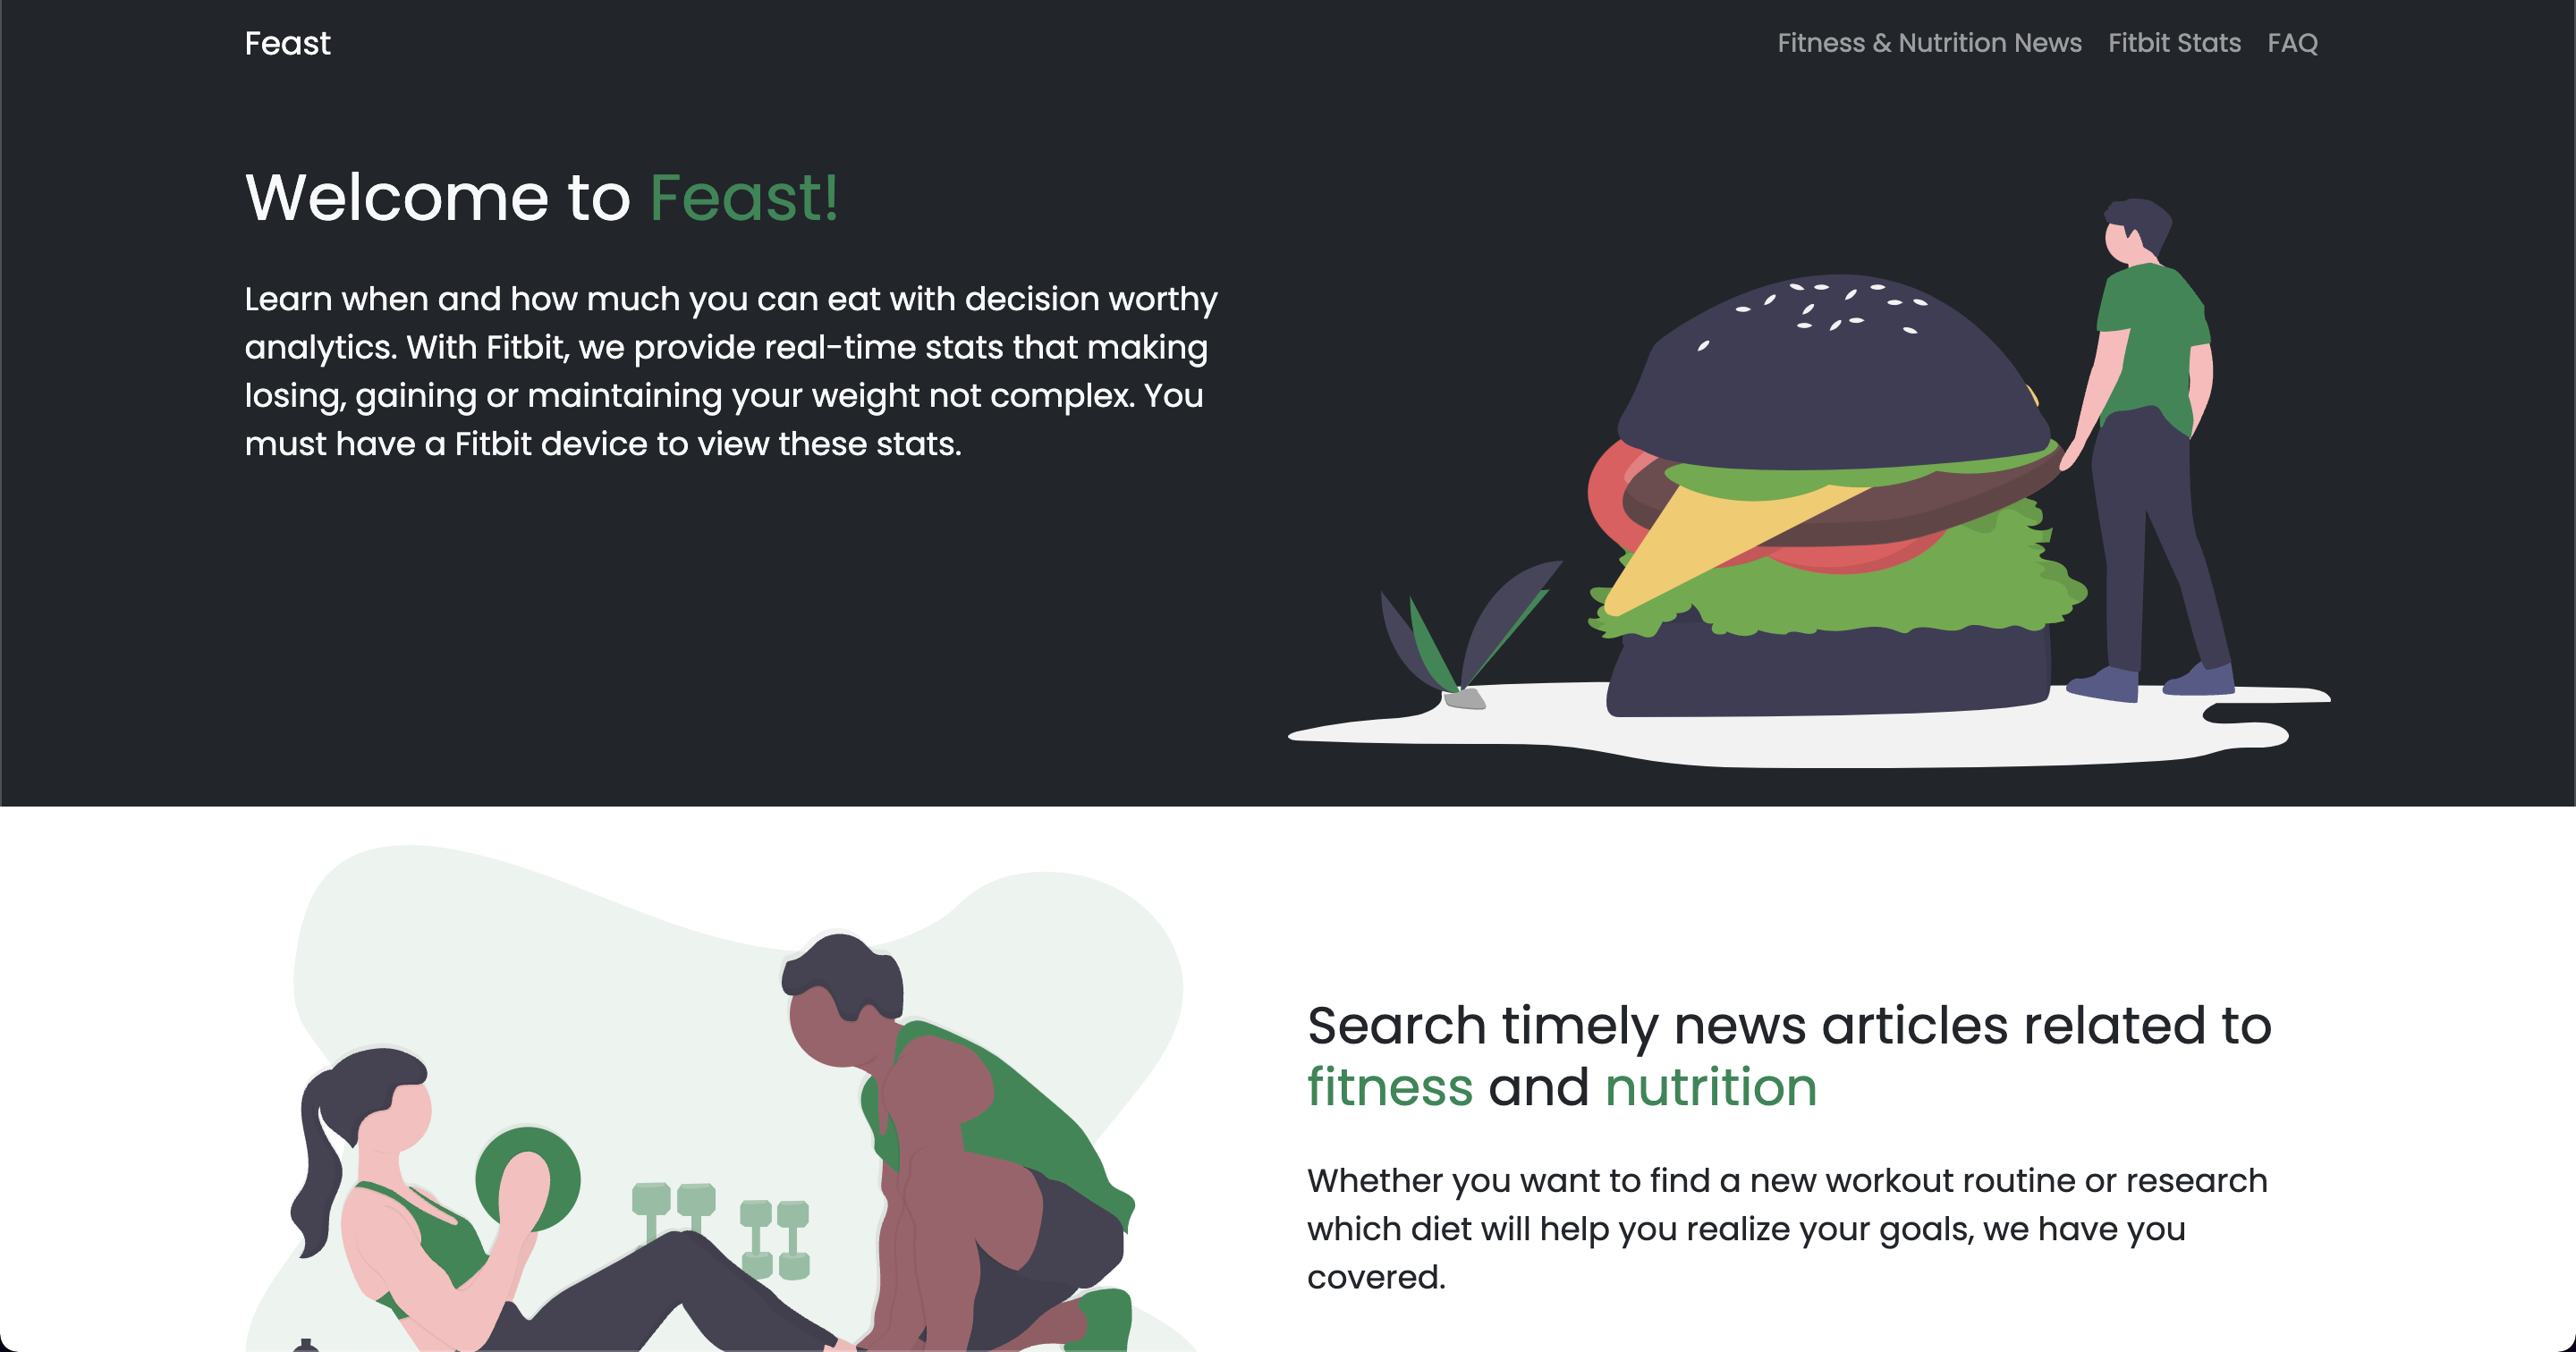 Feast
Fitness & Nutrition News Fitbit Stats FAQ
Welcome to Feast!
Learn when and how much you can eat with decision worthy
analytics. With Fitbit, we provide real-time stats that making
losing, gaining or maintaining your weight not complex. You
must have a Fitbit device to view these stats.
Search timely news articles related to
fitness and nutrition
Whether you want to find a new workout routine or research
which diet will help you realize your goals, we have you
covered.